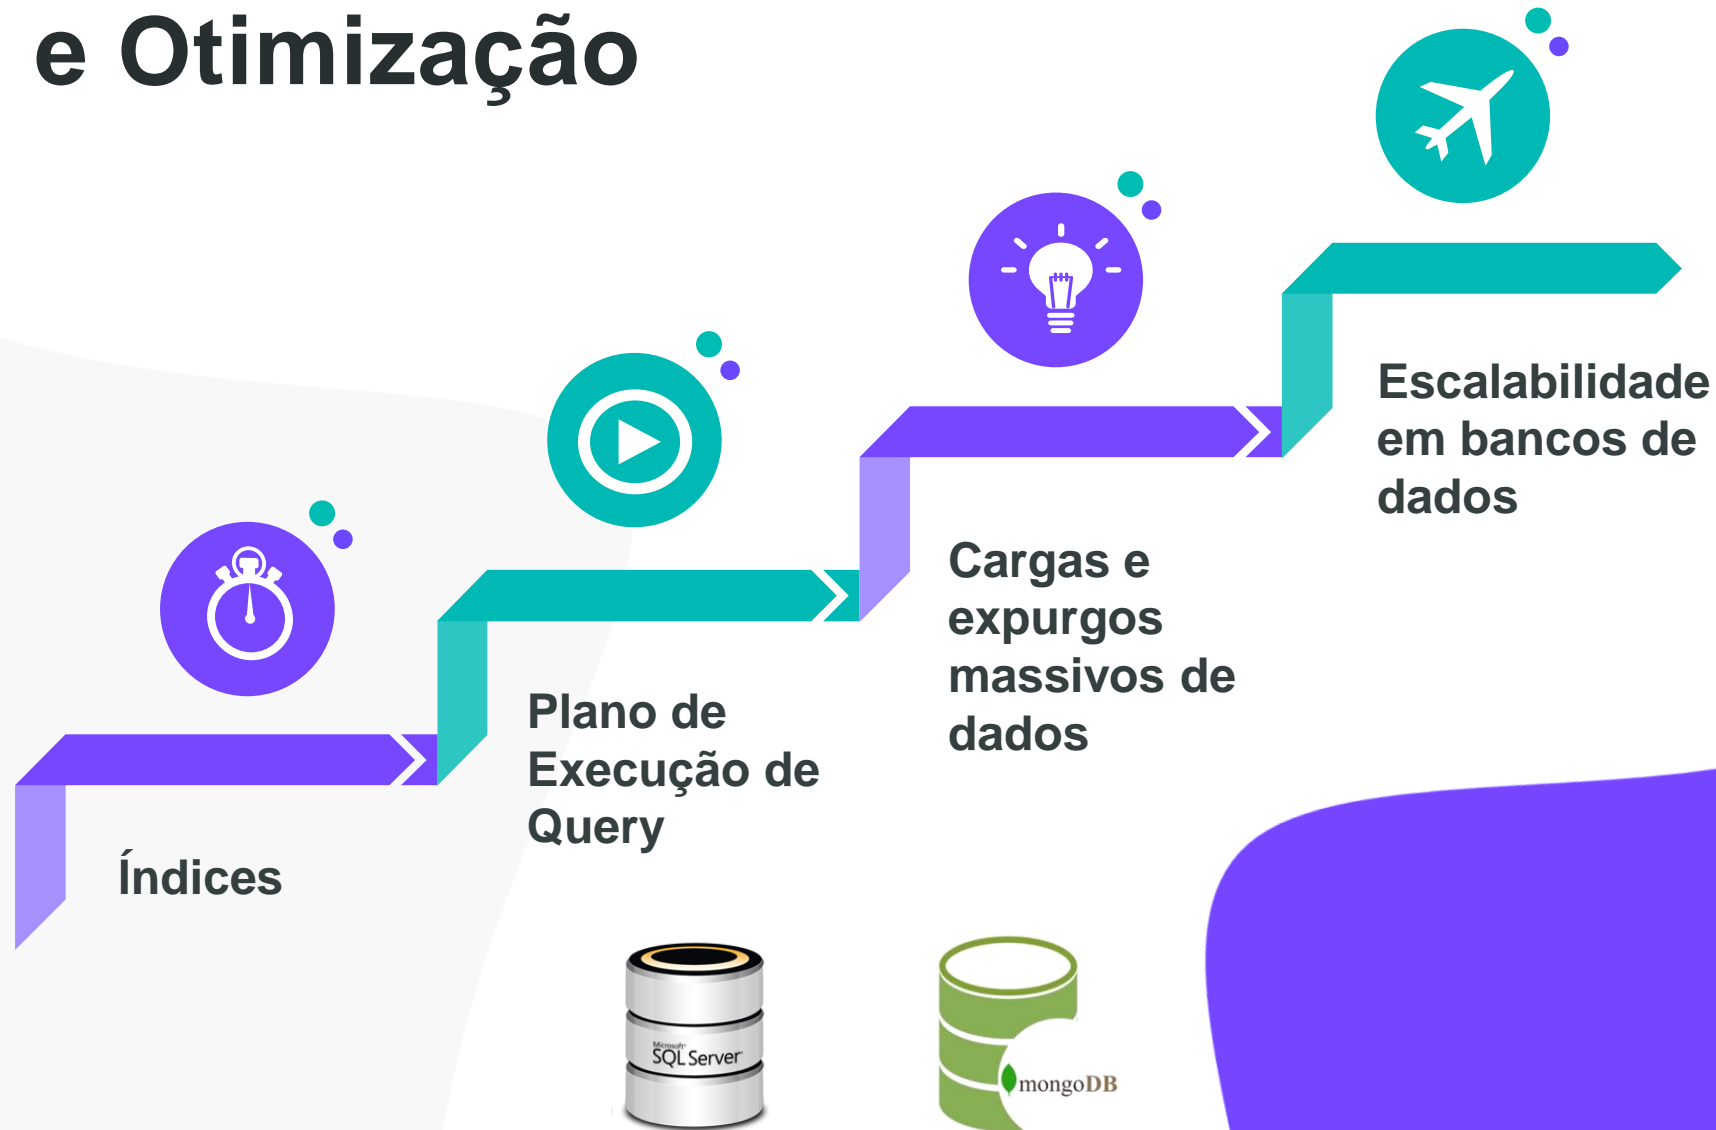 e Otimização
Escalabilidade
em bancos de
dados
Cargas e
expurgos
massivos de
dados
Plano de
Execução de
Query
Índices
Microsoft®
SQL Server
mongoDB